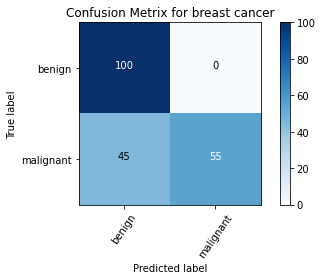 Confusion Metrix for breast cancer
benign
100
0
malignant
45
55
True label
benign
malignant
Predicted label
100
80
60
40
20
0